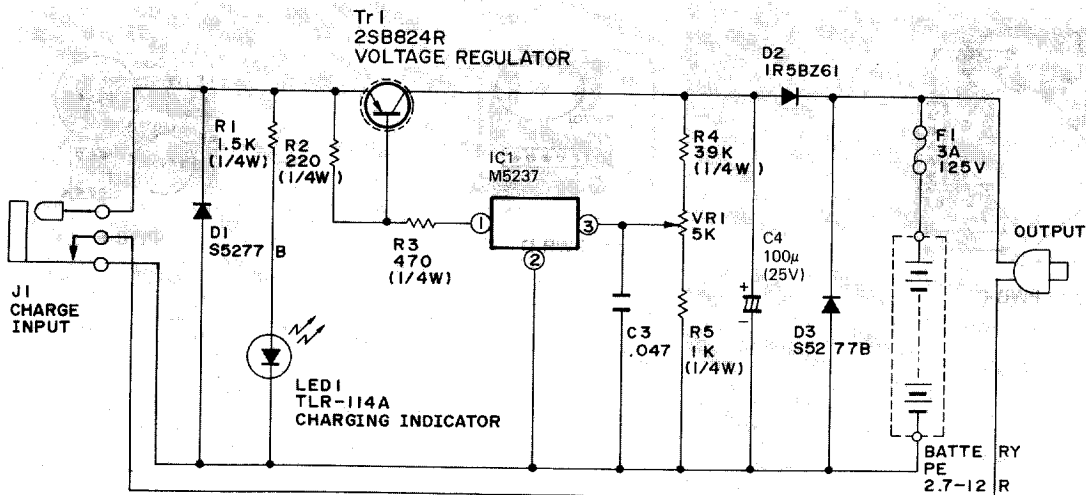 Tr1
2SB824R
VOLTAGE REGULATOR
D2
1R5BZ61
R1
1.5K
(1/4W)
R2
220
(1/4W)
IC1
M5237
R4
39K
(1/4W)
F1
3A
125V
1
3
2
VR1
5K
OUTPUT
D1
S5277 B
R3
470
(1/4W)
C4
100μ
(25V)
+
−
J1
CHARGE
INPUT
C3
.047
R5
1K
(1/4W)
D3
S5277B
LED1
TLR-114A
CHARGING INDICATOR
BATTE RY
PE
2.7-12 R